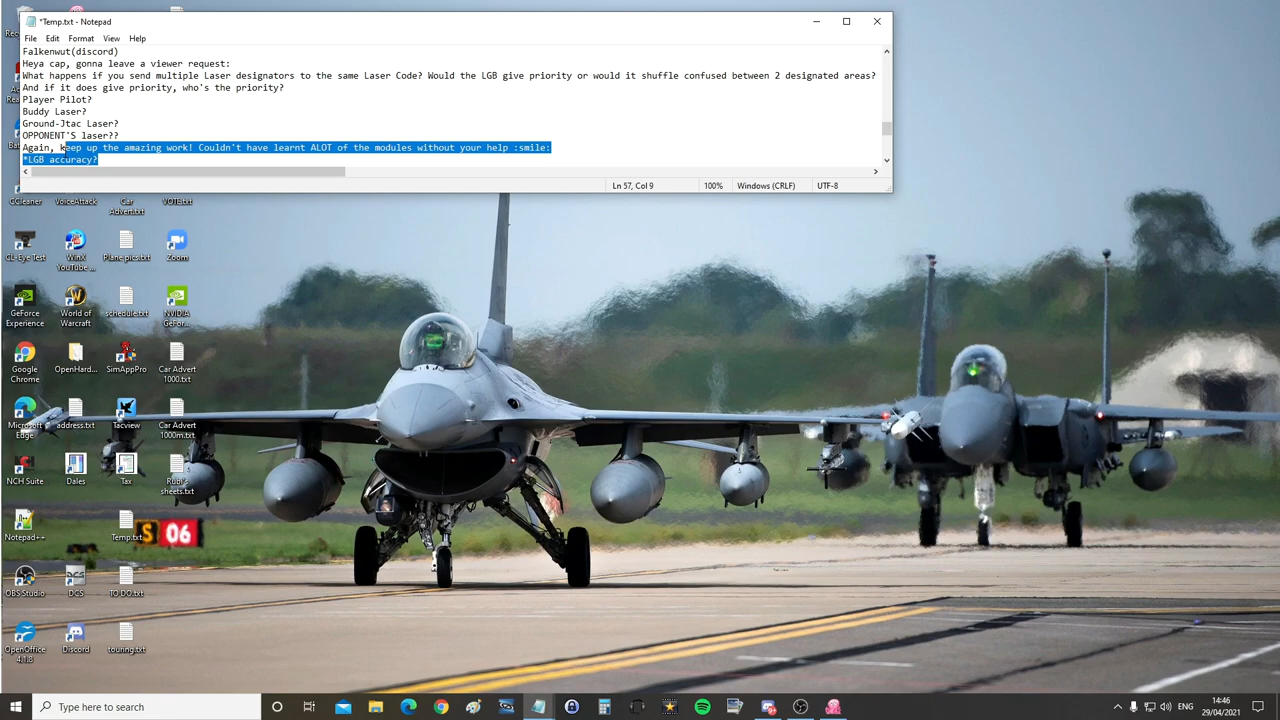 *Temp.txt - Notepad
File Edit Format View Help
Falkenwut(discord)
Heya cap, gonna leave a viewer request:
What happens if you send multiple Laser designators to the same Laser Code? Would the LGB give priority or would it shuffle confused between 2 designated areas?
And if it does give priority, who's the priority?
Player Pilot?
Buddy Laser?
Ground-Jtac Laser?
OPPONENT'S laser??
Again, keep up the amazing work! Couldn't have learnt ALOT of the modules without your help :smile:
*LGB accuracy?
Ln 57, Col 9 100% Windows (CRLF) UTF-8
CCleaner VoiceAttack Car Advert.txt VOTE.txt
CL-Eye Test WinX YouTube ... Plane pics.txt Zoom
GeForce Experience World of Warcraft schedule.txt NVIDIA GeFor...
Google Chrome OpenHard... SimAppPro Car Advert 1000.txt
Microsoft Edge address.txt Tacview Car Advert 1000m.txt
NCH Suite Dales Tax Rubi's sheets.txt
Notepad++ Temp.txt
S 06
OBS Studio DCS TO DO.txt
OpenOffice 4.1.8 Discord touring.txt
Type here to search
ENG
14:46
29/04/2021